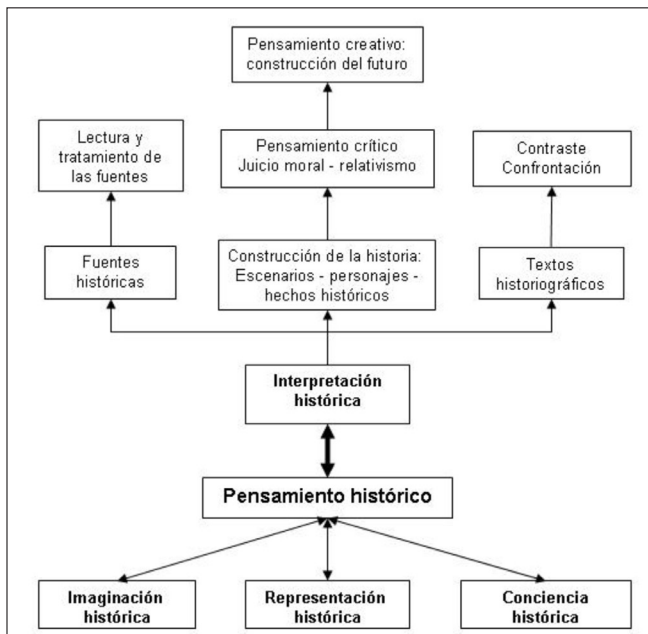 Pensamiento creativo:
construcción del futuro
Lectura y
tratamiento de
las fuentes
Pensamiento crítico
Juicio moral - relativismo
Contraste
Confrontación
Fuentes
históricas
Construcción de la historia:
Escenarios - personajes -
hechos históricos
Textos
historiográficos
Interpretación
histórica
Pensamiento histórico
Imaginación
histórica
Representación
histórica
Conciencia
histórica